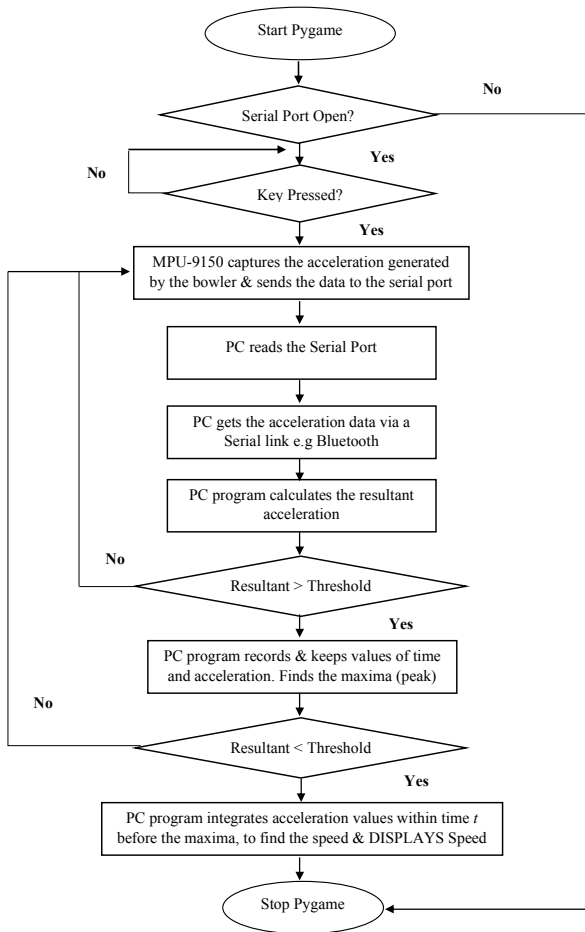 Start Pygame
No
Serial Port Open?
Yes
No
Key Pressed?
Yes
MPU-9150 captures the acceleration generated
by the bowler & sends the data to the serial port
PC reads the Serial Port
PC gets the acceleration data via a
Serial link e.g Bluetooth
PC program calculates the resultant
acceleration
No
Resultant > Threshold
Yes
PC program records & keeps values of time
and acceleration. Finds the maxima (peak)
No
Resultant < Threshold
Yes
PC program integrates acceleration values within time t
before the maxima, to find the speed & DISPLAYS Speed
Stop Pygame